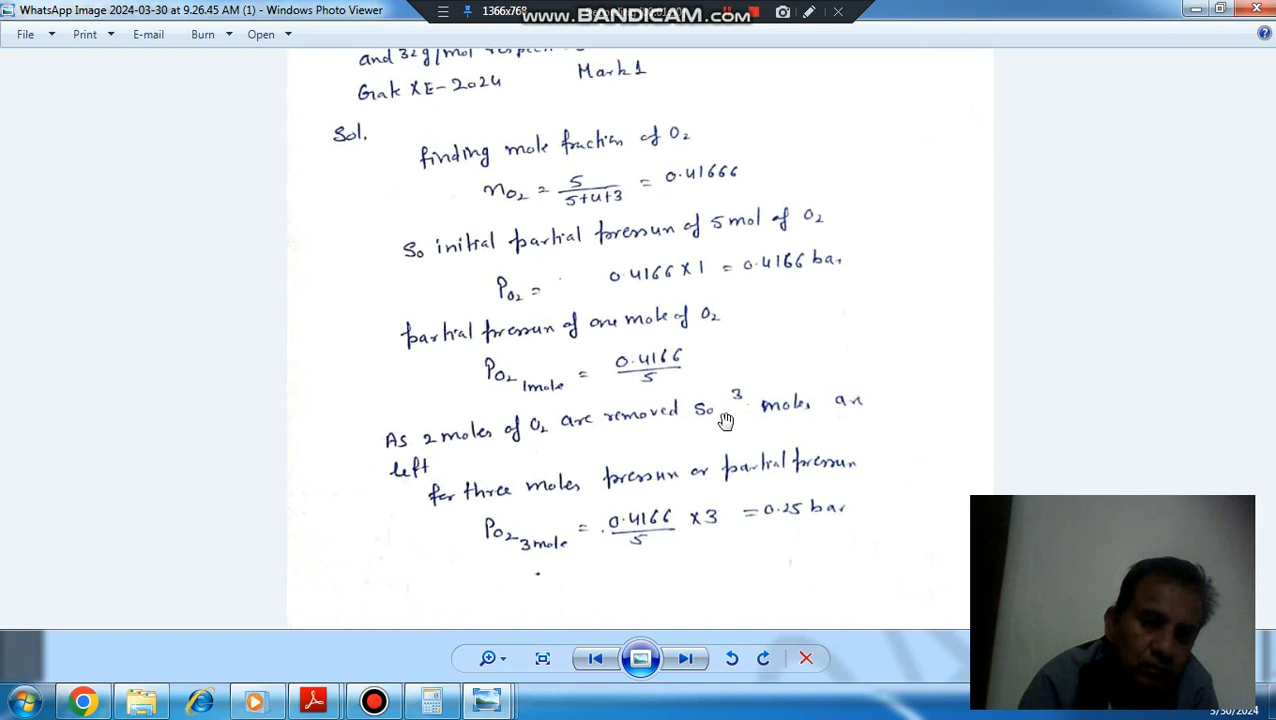 WhatsApp Image 2024-03-30 at 9.26.45 AM (1) - Windows Photo Viewer
1366x768
www.BANDICAM.com
File Print E-mail Burn Open
and 32g/mol
Gate XE-2024 Mark 1
Sol.
finding mole fraction of O2
nO2 = 5/5+4+3 = 0.41666
So initial partial pressure of 5 mol of O2
PO2 = 0.4166 X 1 = 0.4166 bar
partial pressure of one mole of O2
PO2 1mole = 0.4166/5
As 2 moles of O2 are removed So 3 moles are
left
for three moles pressure or partial pressure
PO2 3mole = 0.4166/5 X 3 = 0.25 bar
3/30/2024